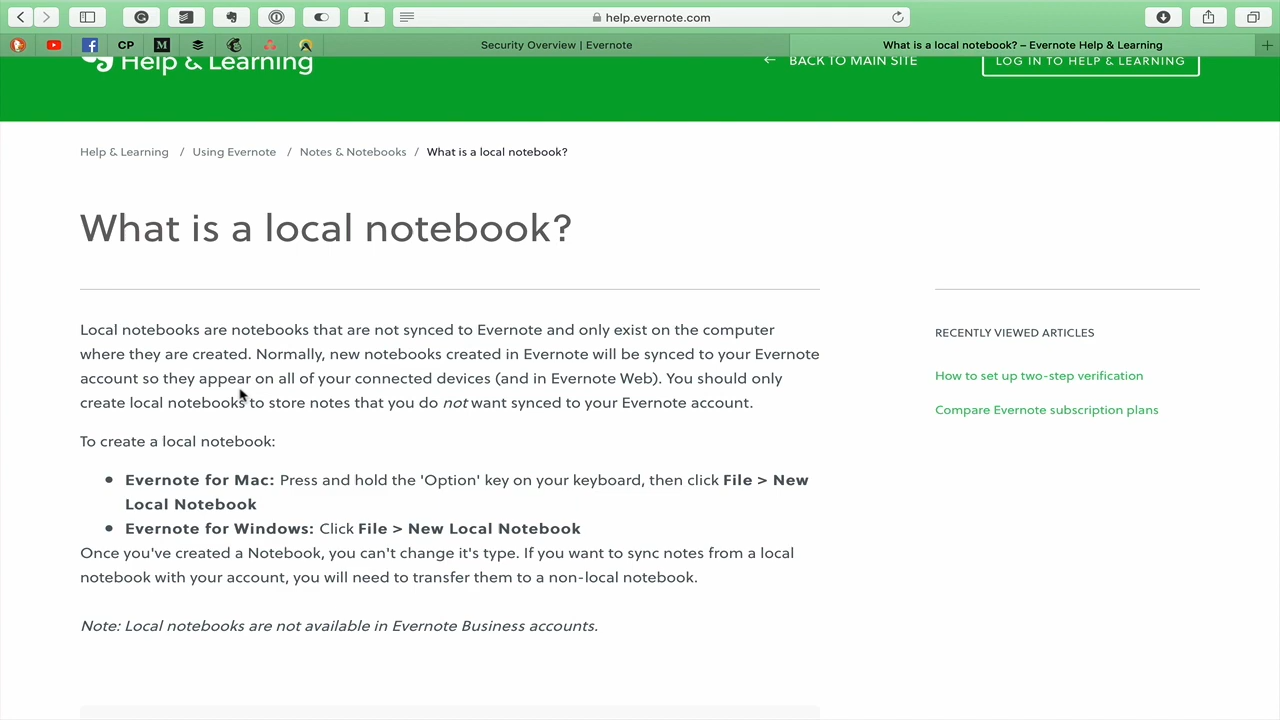 help.evernote.com
CP
M
Security Overview | Evernote
What is a local notebook? – Evernote Help & Learning
Help & Learning
BACK TO MAIN SITE
LOG IN TO HELP & LEARNING
Help & Learning / Using Evernote / Notes & Notebooks / What is a local notebook?
What is a local notebook?
Local notebooks are notebooks that are not synced to Evernote and only exist on the computer
where they are created. Normally, new notebooks created in Evernote will be synced to your Evernote
account so they appear on all of your connected devices (and in Evernote Web). You should only
create local notebooks to store notes that you do not want synced to your Evernote account.
To create a local notebook:
• Evernote for Mac: Press and hold the 'Option' key on your keyboard, then click File > New
Local Notebook
• Evernote for Windows: Click File > New Local Notebook
Once you've created a Notebook, you can't change it's type. If you want to sync notes from a local
notebook with your account, you will need to transfer them to a non-local notebook.
Note: Local notebooks are not available in Evernote Business accounts.
RECENTLY VIEWED ARTICLES
How to set up two-step verification
Compare Evernote subscription plans